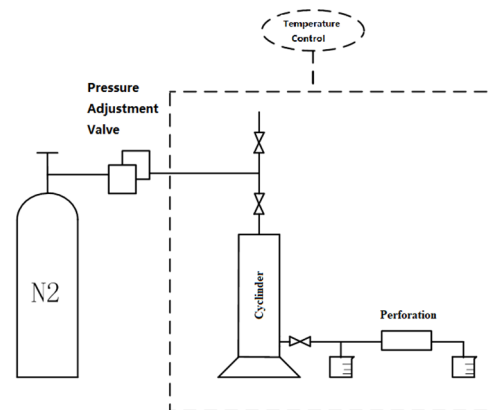 Temperature
Control
Pressure
Adjustment
Valve
N2
Cyclinder
Perforation